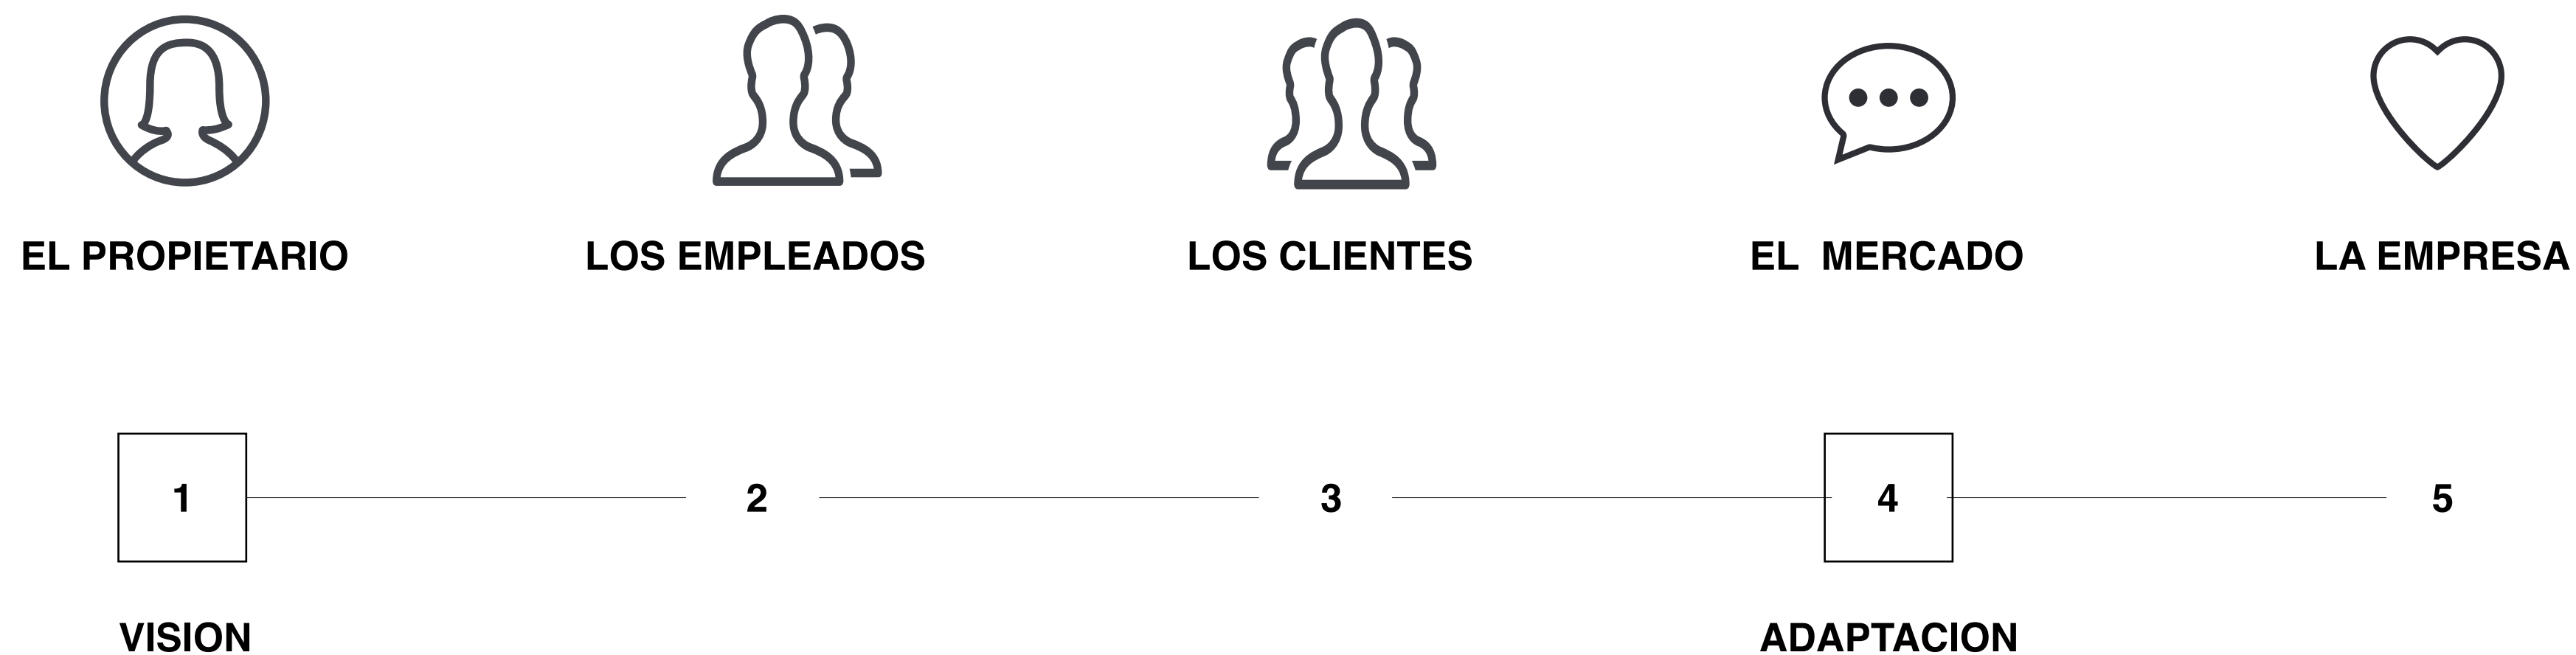 EL PROPIETARIO
LOS EMPLEADOS
LOS CLIENTES
EL  MERCADO
LA EMPRESA
1
2
3
4
5
VISION
ADAPTACION